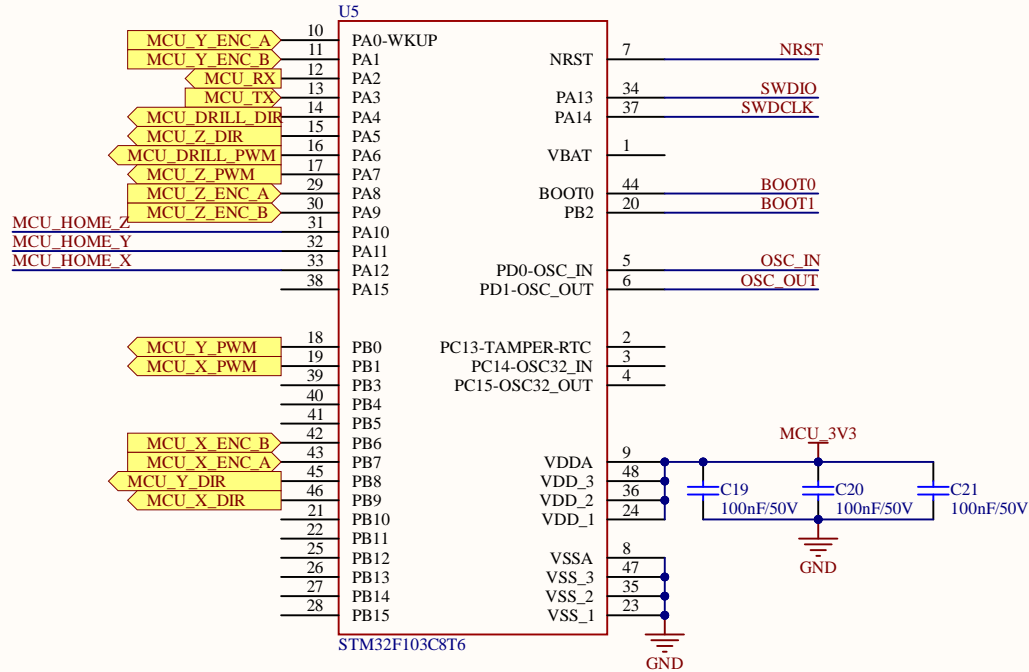 U5
MCU_Y_ENC_A 10 PA0-WKUP
MCU_Y_ENC_B 11 PA1 NRST 7 NRST
MCU_RX 12 PA2
MCU_TX 13 PA3 PA13 34 SWDIO
MCU_DRILL_DIR 14 PA4 PA14 37 SWDCLK
MCU_Z_DIR 15 PA5
MCU_DRILL_PWM 16 PA6 VBAT 1
MCU_Z_PWM 17 PA7
MCU_Z_ENC_A 29 PA8 BOOT0 44 BOOT0
MCU_Z_ENC_B 30 PA9 PB2 20 BOOT1
MCU_HOME_Z 31 PA10
MCU_HOME_Y 32 PA11
MCU_HOME_X 33 PA12 PD0-OSC_IN 5 OSC_IN
38 PA15 PD1-OSC_OUT 6 OSC_OUT
MCU_Y_PWM 18 PB0 PC13-TAMPER-RTC 2
MCU_X_PWM 19 PB1 PC14-OSC32_IN 3
39 PB3 PC15-OSC32_OUT 4
40 PB4
41 PB5
MCU_X_ENC_B 42 PB6 MCU_3V3
MCU_X_ENC_A 43 PB7 VDDA 9
MCU_Y_DIR 45 PB8 VDD_3 48
MCU_X_DIR 46 PB9 VDD_2 36 C19 C20 C21
21 PB10 VDD_1 24 100nF/50V 100nF/50V 100nF/50V
22 PB11
25 PB12 VSSA 8 GND
26 PB13 VSS_3 47
27 PB14 VSS_2 35
28 PB15 VSS_1 23
STM32F103C8T6
GND